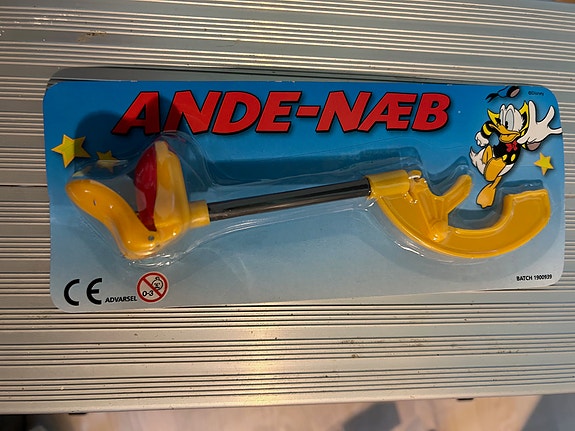 ANDE-NÆB
©Disney
CE
ADVARSEL
0-3
BATCH 1900939